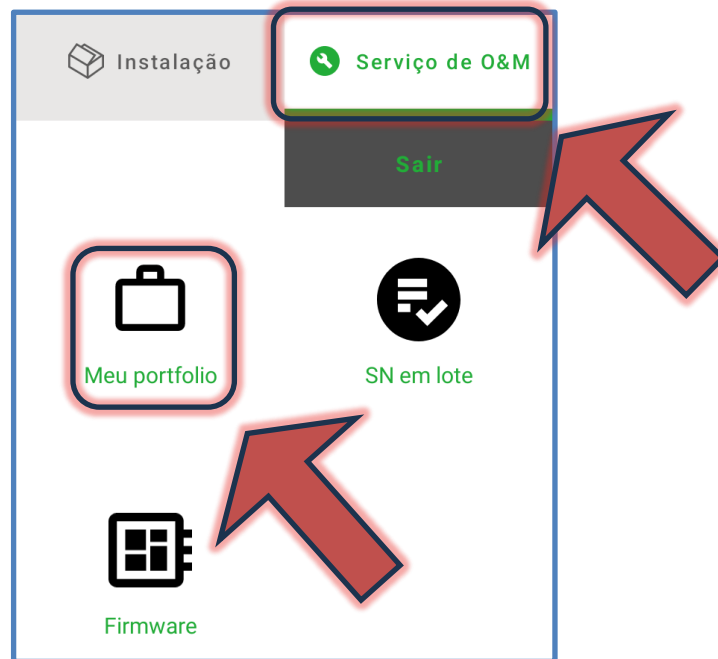 Instalação
Serviço de O&M
Sair
Meu portfolio
SN em lote
Firmware